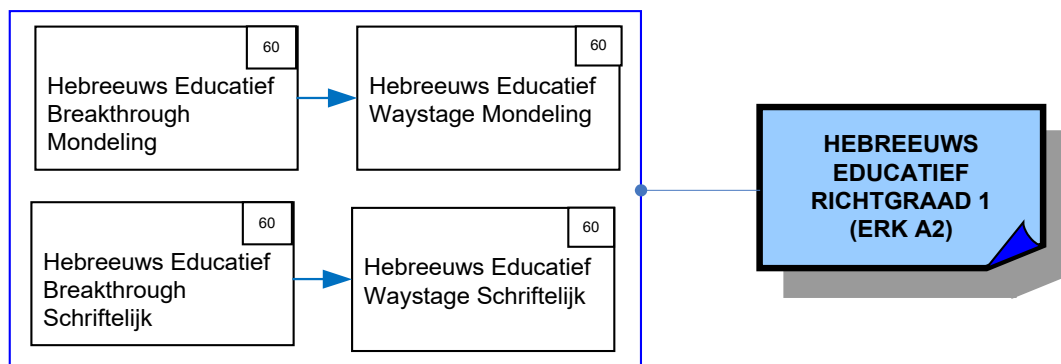 60
Hebreeuws Educatief
Breakthrough
Mondeling
60
Hebreeuws Educatief
Waystage Mondeling
60
Hebreeuws Educatief
Breakthrough
Schriftelijk
60
Hebreeuws Educatief
Waystage Schriftelijk
HEBREEUWS
EDUCATIEF
RICHTGRAAD 1
(ERK A2)